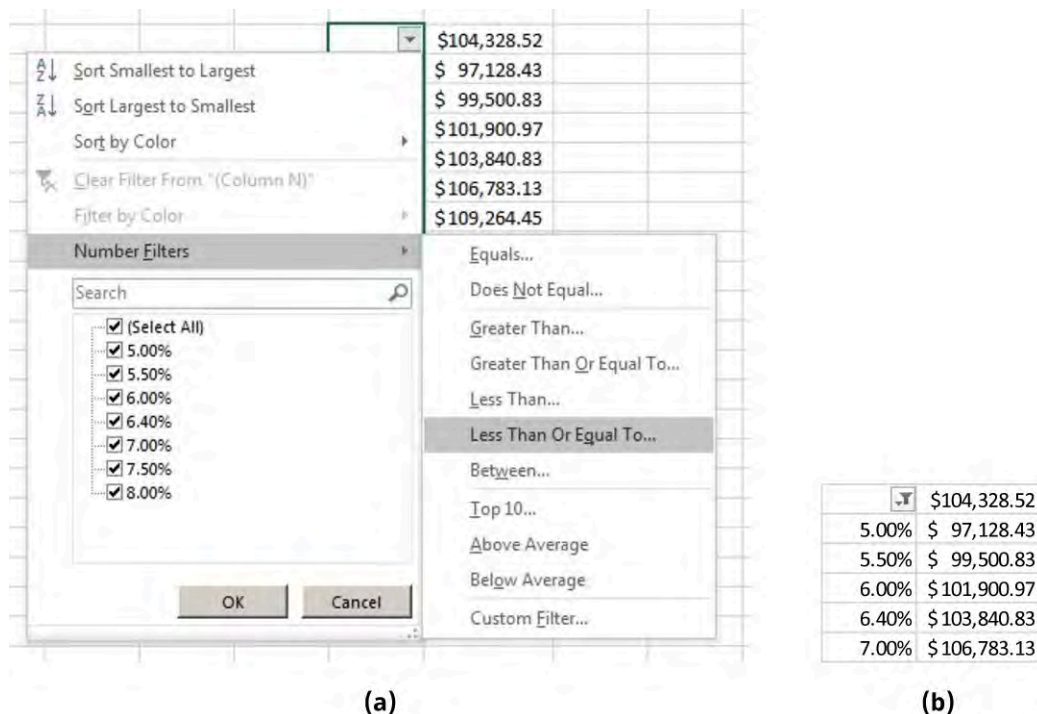 $104,328.52
Sort Smallest to Largest
$ 97,128.43
Sort Largest to Smallest
$ 99,500.83
Sort by Color
$101,900.97
$103,840.83
Clear Filter From "(Column N)"
$106,783.13
Filter by Color
$109,264.45
Number Filters
Search
(Select All)
5.00%
5.50%
6.00%
6.40%
7.00%
7.50%
8.00%
OK Cancel
Equals...
Does Not Equal...
Greater Than...
Greater Than Or Equal To...
Less Than...
Less Than Or Equal To...
Between...
Top 10...
Above Average
Below Average
Custom Filter...
(a)
$104,328.52
5.00% $ 97,128.43
5.50% $ 99,500.83
6.00% $101,900.97
6.40% $103,840.83
7.00% $106,783.13
(b)